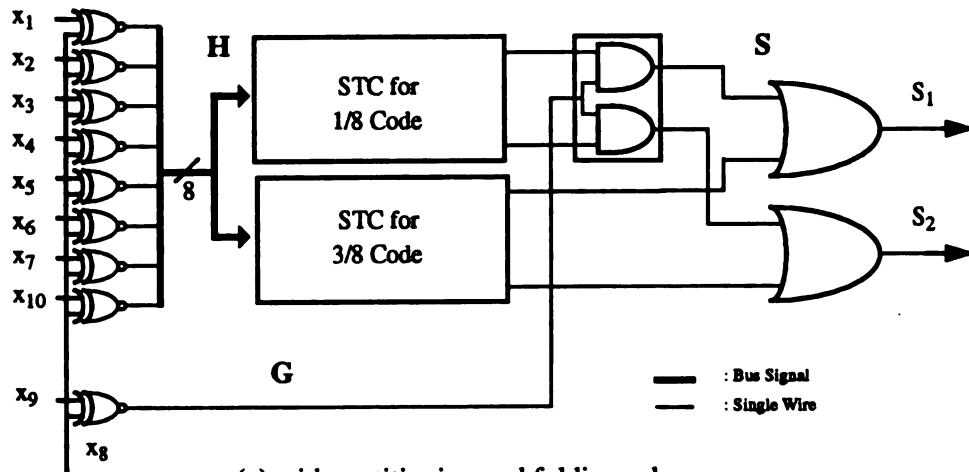 x1
x2
x3
x4
x5
x6
x7
x10
x9
x8
H
8
STC for
1/8 Code
STC for
3/8 Code
G
S
S1
S2
: Bus Signal
: Single Wire